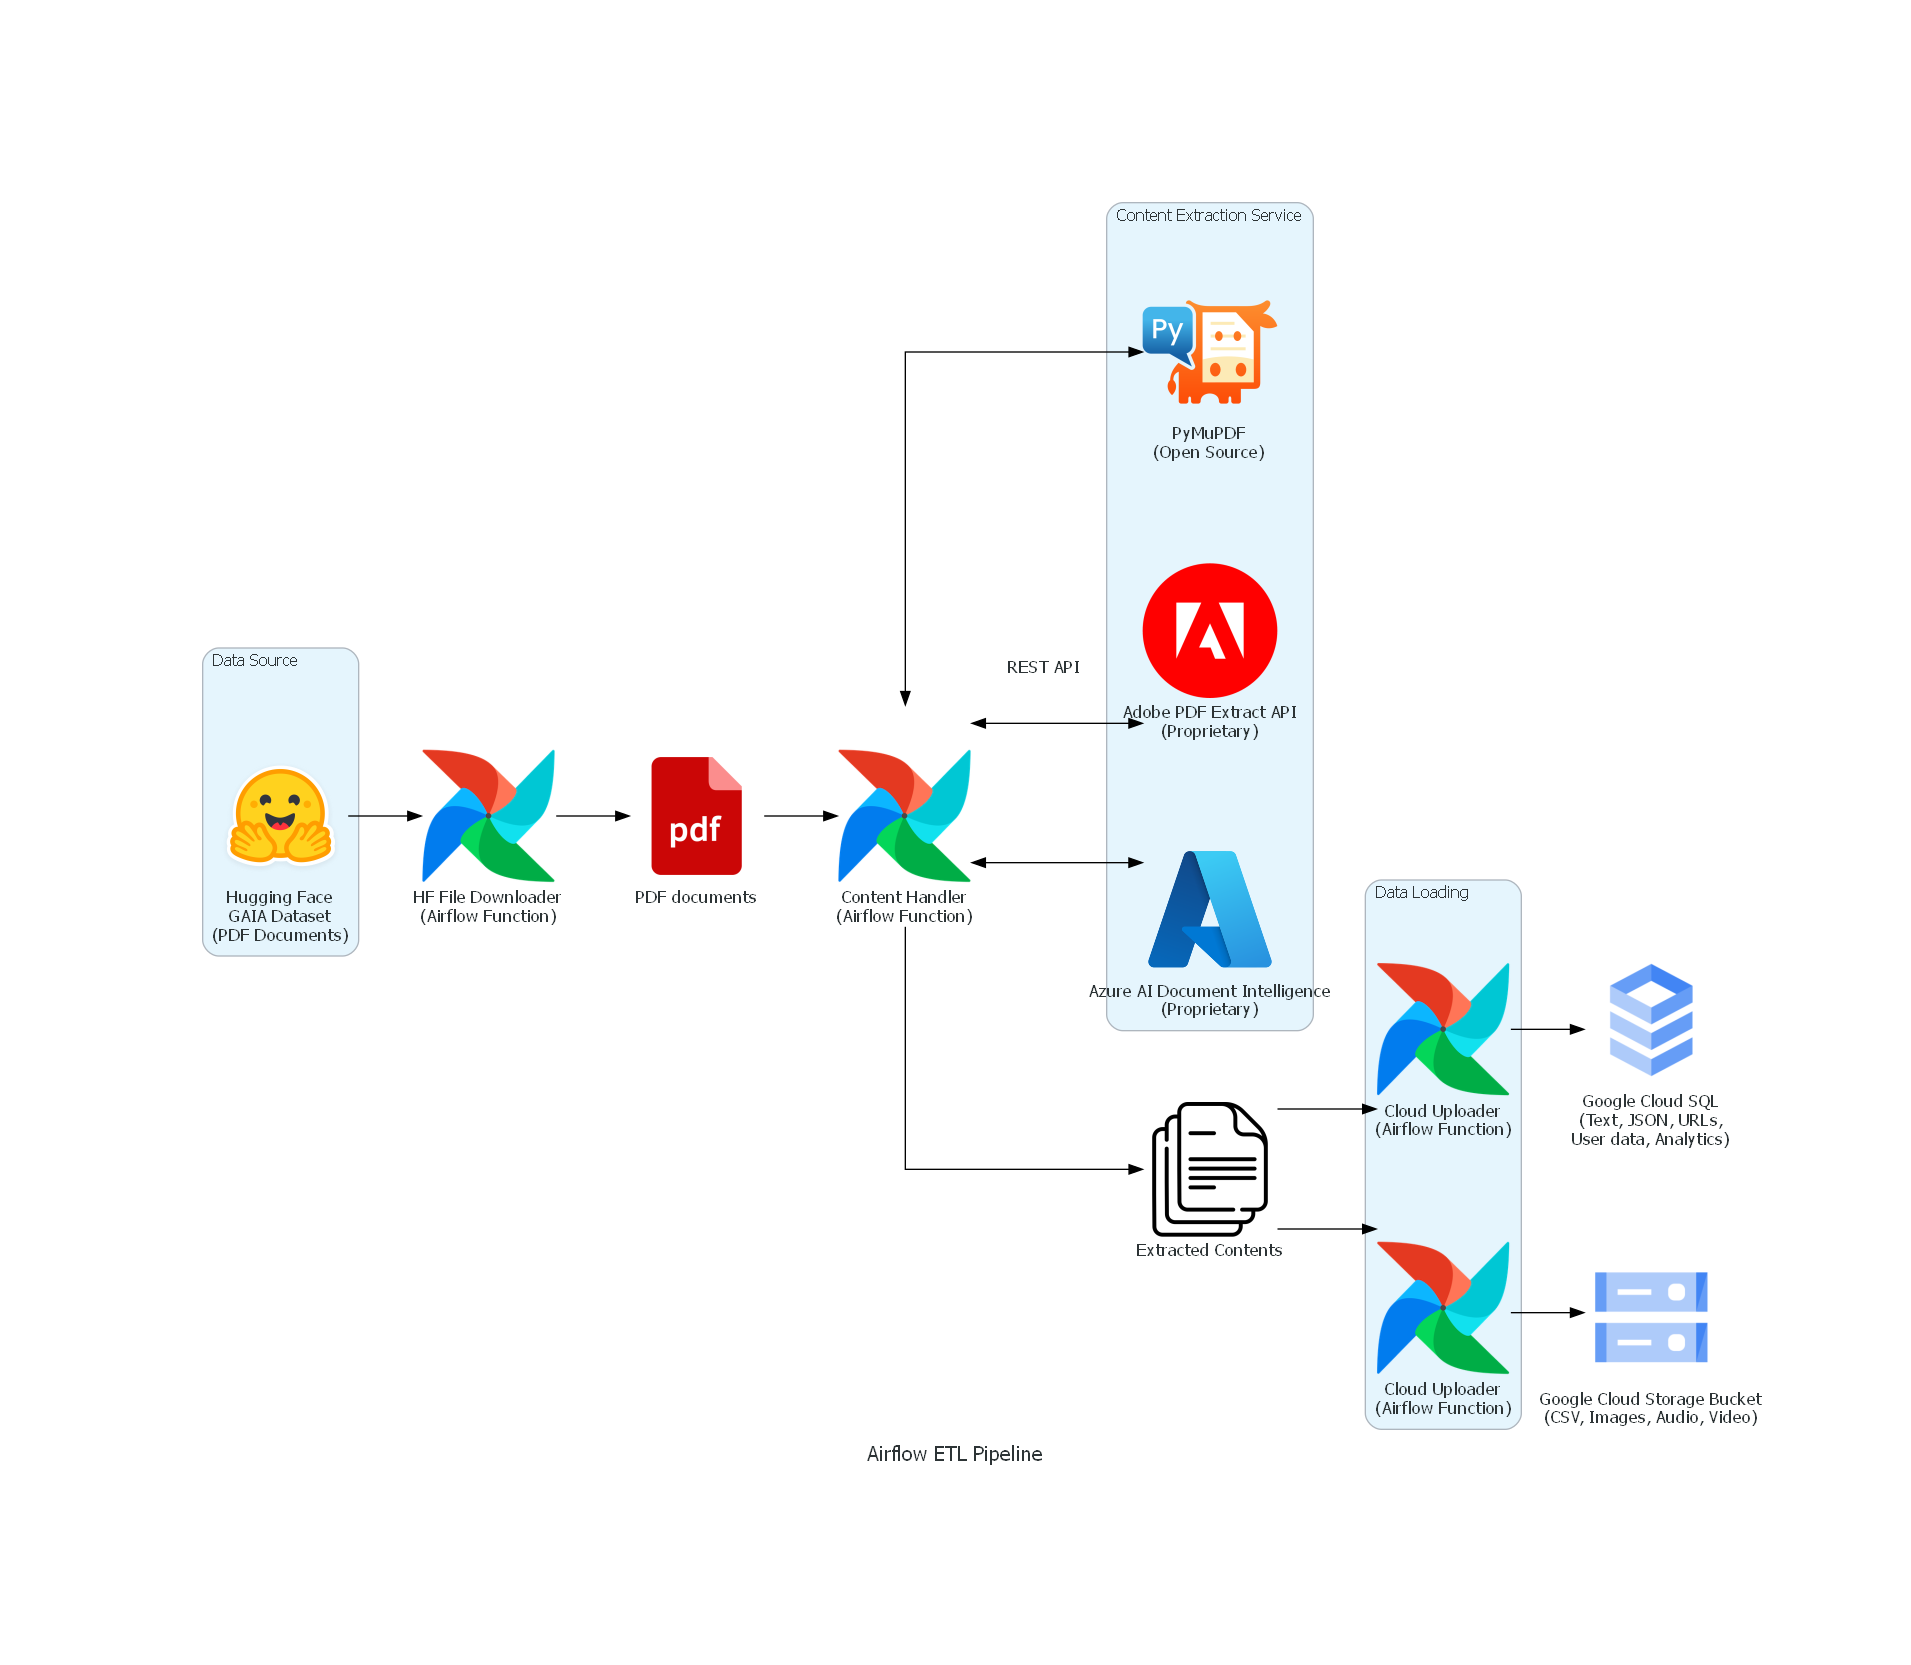 Content Extraction Service
Py
PyMuPDF
(Open Source)
REST API
Adobe PDF Extract API
(Proprietary)
Data Source
Hugging Face
GAIA Dataset
(PDF Documents)
HF File Downloader
(Airflow Function)
pdf
PDF documents
Content Handler
(Airflow Function)
Azure AI Document Intelligence
(Proprietary)
Data Loading
Cloud Uploader
(Airflow Function)
Google Cloud SQL
(Text, JSON, URLs,
User data, Analytics)
Extracted Contents
Cloud Uploader
(Airflow Function)
Google Cloud Storage Bucket
(CSV, Images, Audio, Video)
Airflow ETL Pipeline